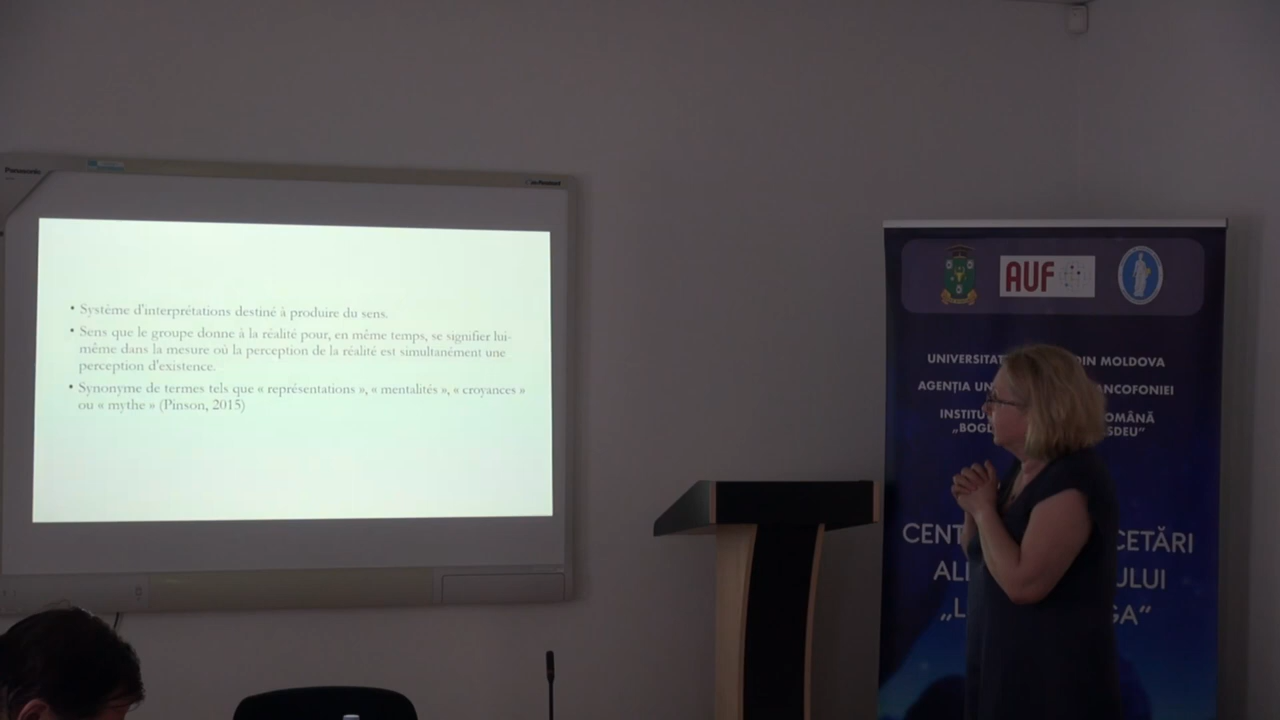 Panasonic
• Système d'interprétations destiné à produire du sens.
• Sens que le groupe donne à la réalité pour, en même temps, se signifier lui-
même dans la mesure où la perception de la réalité est simultanément une
perception d'existence.
• Synonyme de termes tels que « représentations », « mentalités », « croyances »
ou « mythe » (Pinson, 2015)
AUF
UNIVERSITAT DIN MOLDOVA
AGENȚIA UN ANCOFONIEI
INSTITU OMÂNĂ
„BOGD SDEU”
CENT CETĂRI
AL ULUI
„L GA”